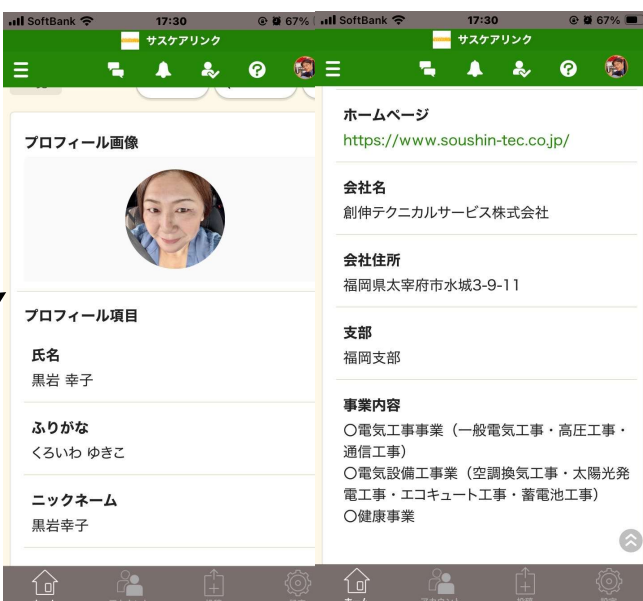 SoftBank 17:30 67%
サスケアリンク
プロフィール画像
プロフィール項目
氏名
黒岩 幸子
ふりがな
くろいわ ゆきこ
ニックネーム
黒岩幸子
SoftBank 17:30 67%
サスケアリンク
ホームページ
https://www.soushin-tec.co.jp/
会社名
創伸テクニカルサービス株式会社
会社住所
福岡県太宰府市水城3-9-11
支部
福岡支部
事業内容
〇電気工事事業（一般電気工事・高圧工事・
通信工事）
〇電気設備工事業（空調換気工事・太陽光発
電工事・エコキュート工事・蓄電池工事）
〇健康事業